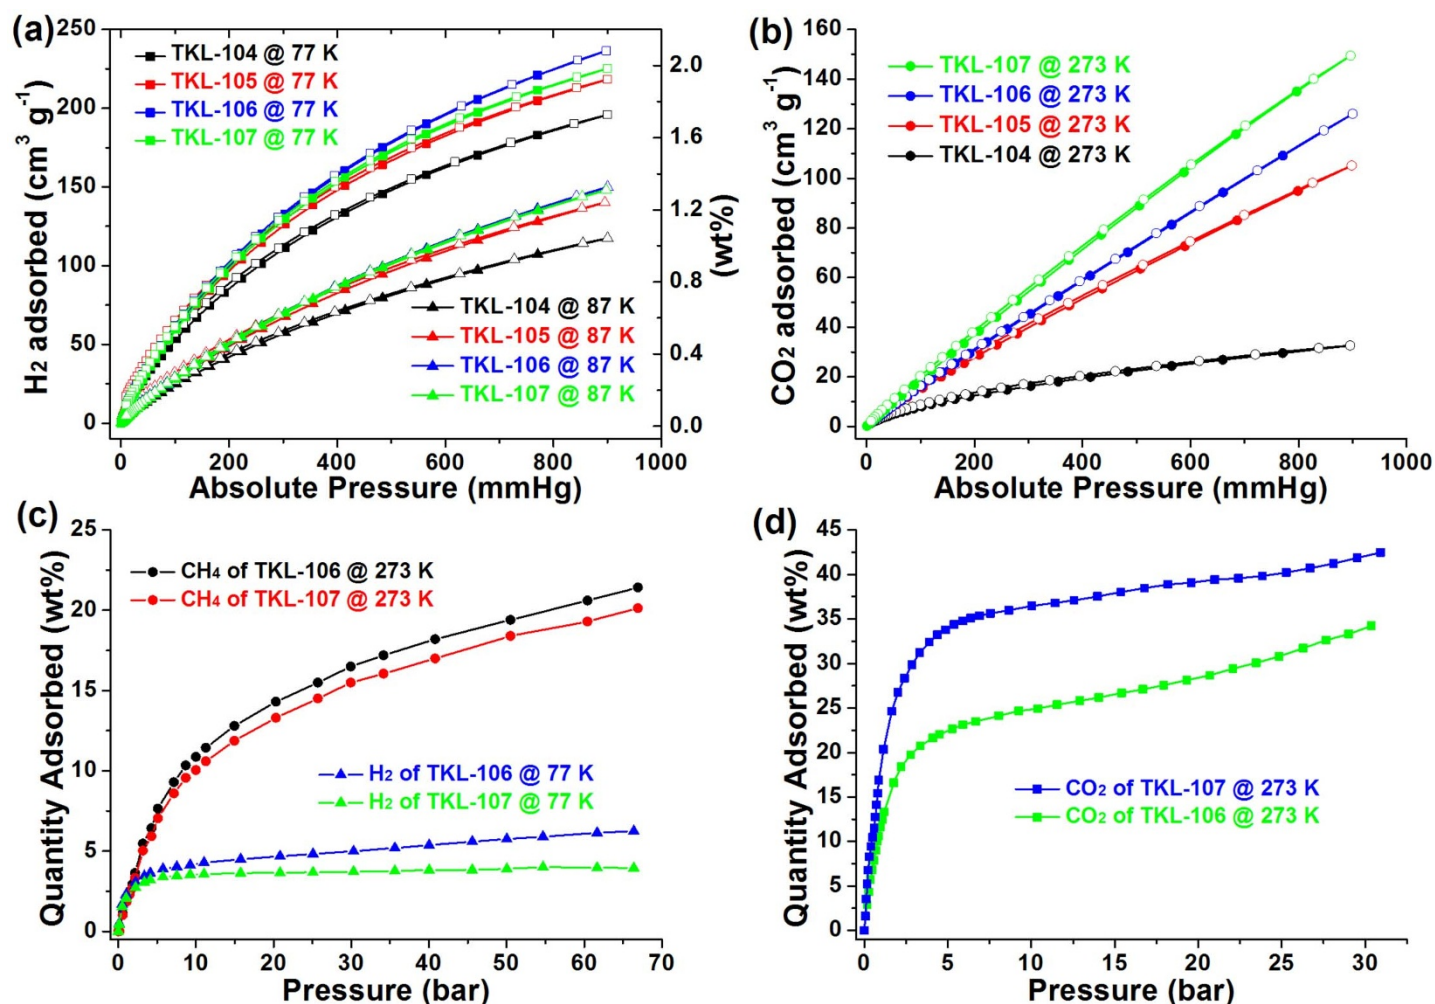 (a)
H2 adsorbed (cm3 g-1)
250
200
150
100
50
0
TKL-104 @ 77 K
TKL-105 @ 77 K
TKL-106 @ 77 K
TKL-107 @ 77 K
TKL-104 @ 87 K
TKL-105 @ 87 K
TKL-106 @ 87 K
TKL-107 @ 87 K
2.0
1.6
1.2
0.8
0.4
0.0
(wt%)
0 200 400 600 800 1000
Absolute Pressure (mmHg)
(b)
CO2 adsorbed (cm3 g-1)
160
140
120
100
80
60
40
20
0
TKL-107 @ 273 K
TKL-106 @ 273 K
TKL-105 @ 273 K
TKL-104 @ 273 K
0 200 400 600 800 1000
Absolute Pressure (mmHg)
(c)
Quantity Adsorbed (wt%)
25
20
15
10
5
0
CH4 of TKL-106 @ 273 K
CH4 of TKL-107 @ 273 K
H2 of TKL-106 @ 77 K
H2 of TKL-107 @ 77 K
0 10 20 30 40 50 60 70
Pressure (bar)
(d)
Quantity Adsorbed (wt%)
45
40
35
30
25
20
15
10
5
0
CO2 of TKL-107 @ 273 K
CO2 of TKL-106 @ 273 K
0 5 10 15 20 25 30
Pressure (bar)